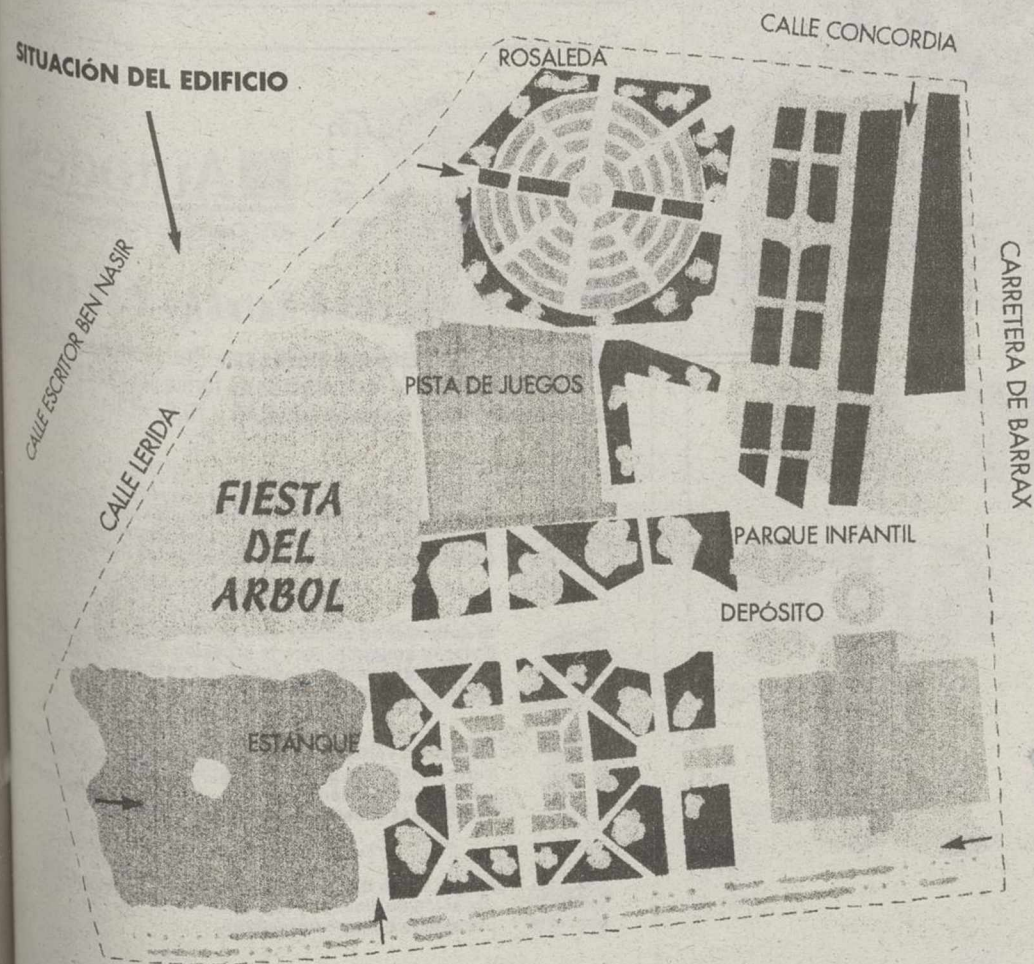 CALLE CONCORDIA
SITUACIÓN DEL EDIFICIO
ROSALEDA
CALLE ESCRITOR BEN NASIR
CARRETERA DE BARRAX
PISTA DE JUEGOS
CALLE LERIDA
FIESTA
DEL
ARBOL
PARQUE INFANTIL
DEPÓSITO
ESTANQUE